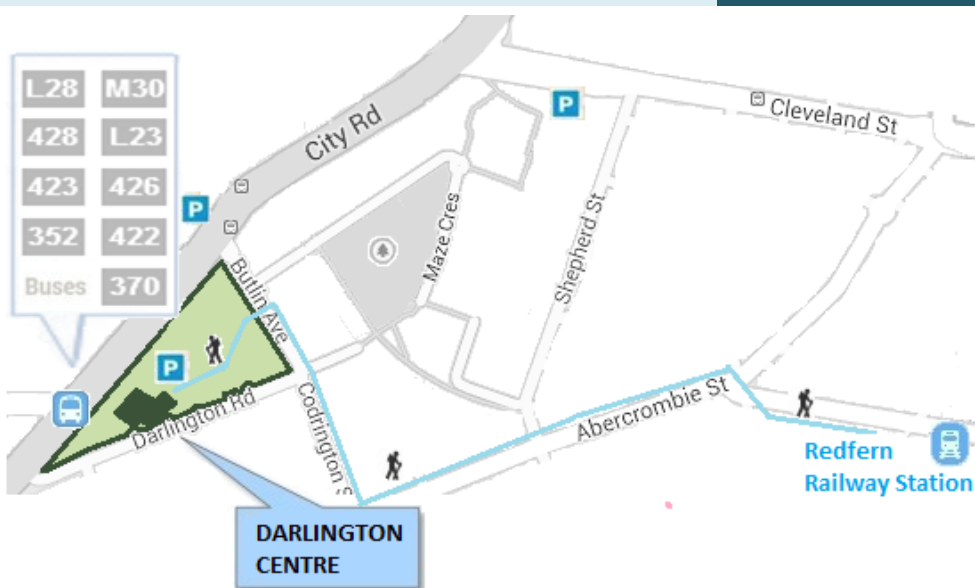 L28 M30
428 L23
423 426
352 422
Buses 370
City Rd
P
Cleveland St
P
Maze Cres
Shepherd St
Butlin Ave
P
Darlington Rd
Codrington S
Abercrombie St
Redfern
Railway Station
DARLINGTON
CENTRE